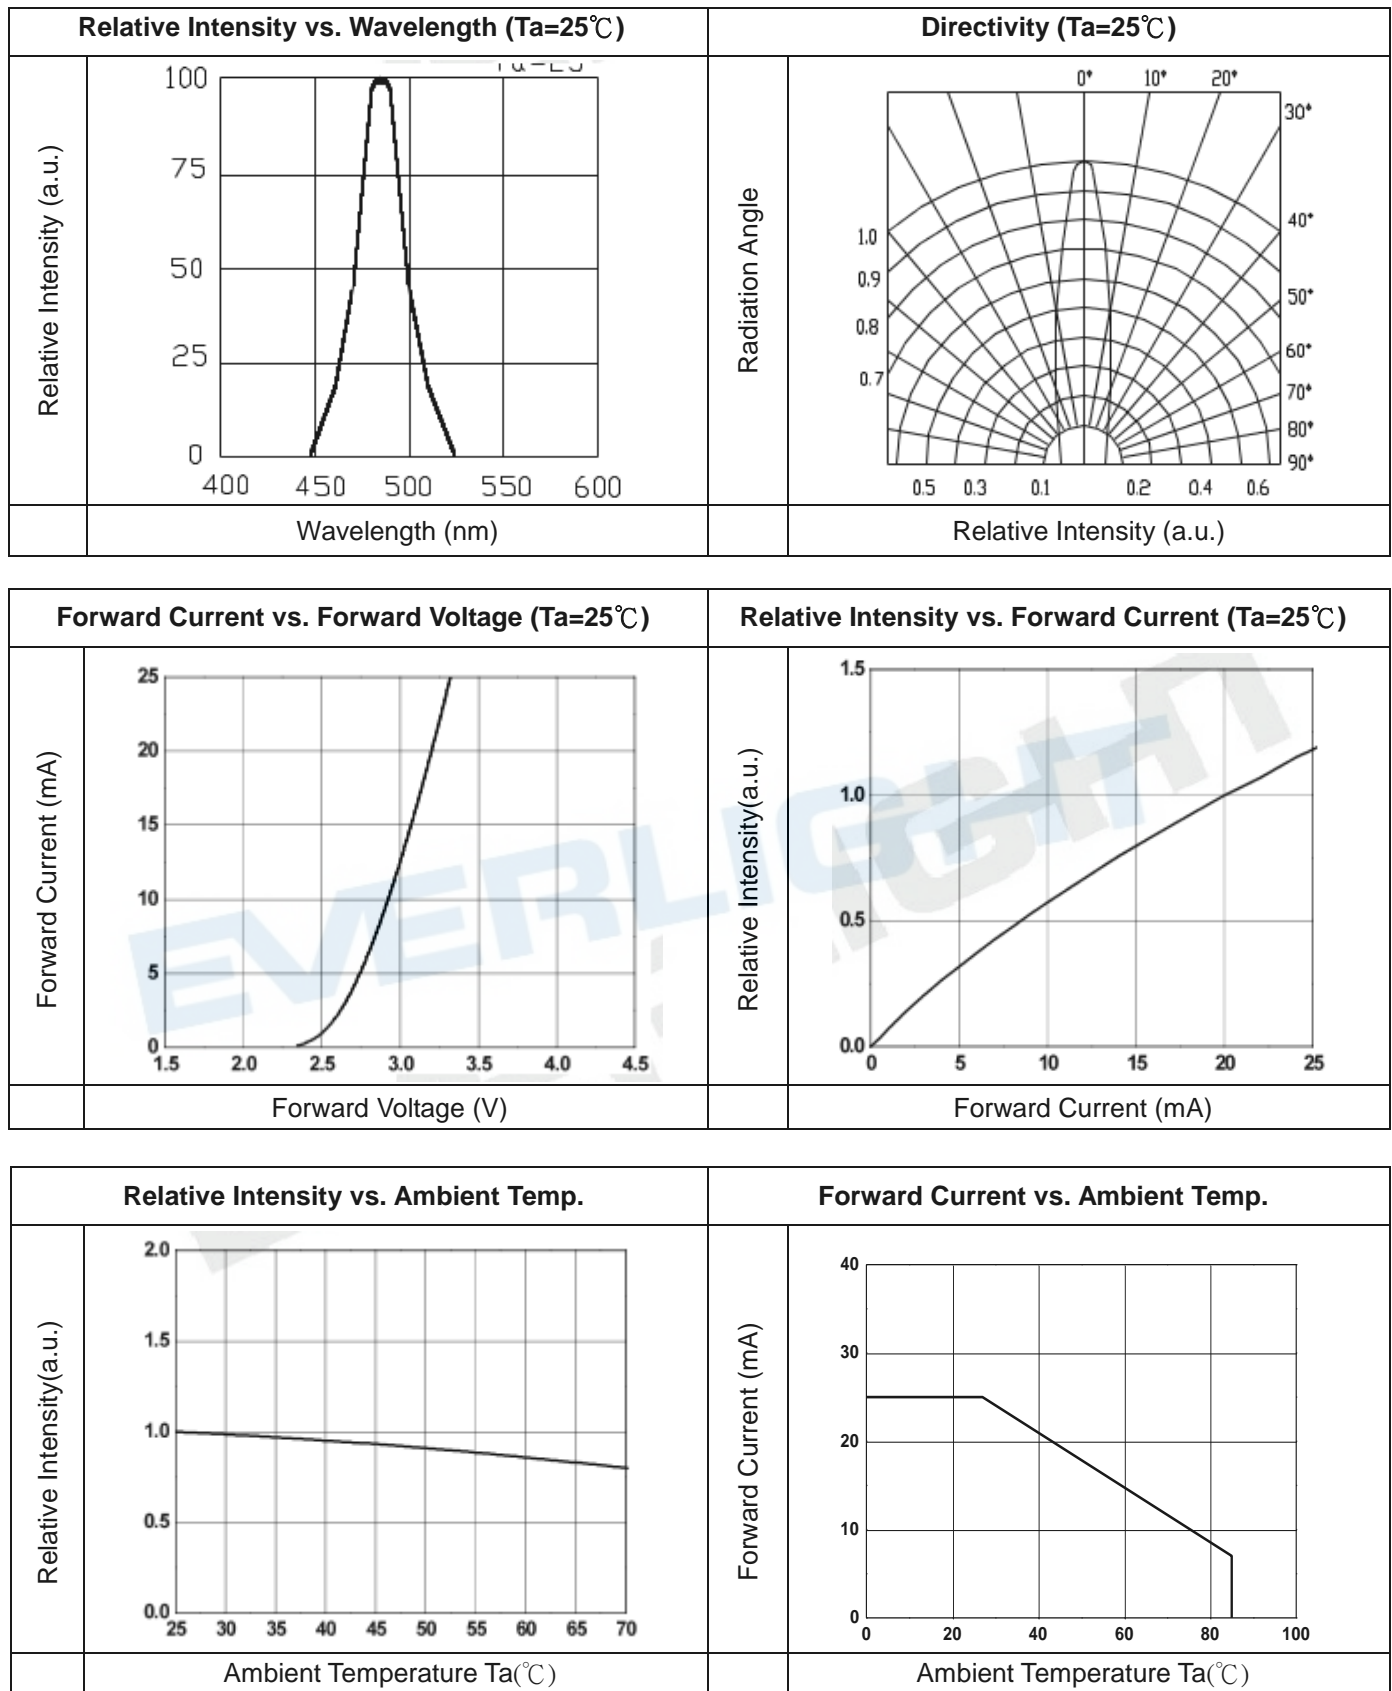 Relative Intensity vs. Wavelength (Ta=25℃)
Directivity (Ta=25℃)
Relative Intensity (a.u.)
100
75
50
25
0
400 450 500 550 600
Wavelength (nm)
Radiation Angle
0° 10° 20°
30°
40°
50°
60°
70°
80°
90°
1.0
0.9
0.8
0.7
0.5 0.3 0.1 0.2 0.4 0.6
Relative Intensity (a.u.)
Forward Current vs. Forward Voltage (Ta=25℃)
Relative Intensity vs. Forward Current (Ta=25℃)
Forward Current (mA)
25
20
15
10
5
0
1.5 2.0 2.5 3.0 3.5 4.0 4.5
Forward Voltage (V)
EVERLIGHT
Relative Intensity(a.u.)
1.5
1.0
0.5
0.0
0 5 10 15 20 25
Forward Current (mA)
Relative Intensity vs. Ambient Temp.
Forward Current vs. Ambient Temp.
Relative Intensity(a.u.)
2.0
1.5
1.0
0.5
0.0
25 30 35 40 45 50 55 60 65 70
Ambient Temperature Ta(℃)
Forward Current (mA)
40
30
20
10
0
0 20 40 60 80 100
Ambient Temperature Ta(℃)